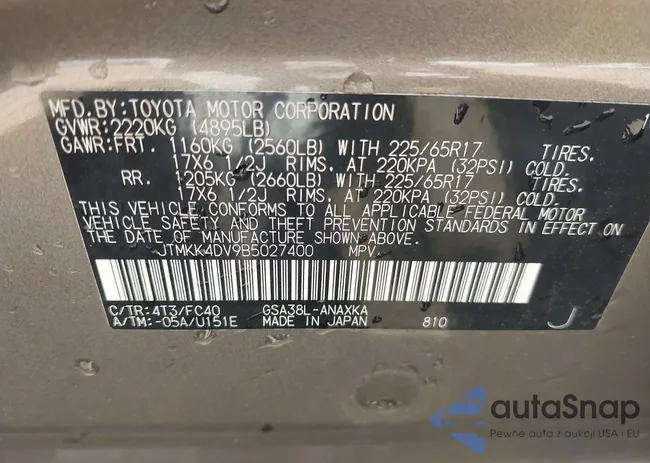 MFD.BY:TOYOTA MOTOR CORPORATION
GVWR:2220KG (4895LB)
GAWR:FRT. 1160KG (2560LB) WITH 225/65R17 TIRES.
17X6 1/2J RIMS. AT 220KPA (32PSI) COLD.
RR. 1205KG (2660LB) WITH 225/65R17 TIRES.
17X6 1/2J RIMS. AT 220KPA (32PSI) COLD.
THIS VEHICLE CONFORMS TO ALL APPLICABLE FEDERAL MOTOR
VEHICLE SAFETY AND THEFT PREVENTION STANDARDS IN EFFECT ON
THE DATE OF MANUFACTURE SHOWN ABOVE.
JTMKK4DV9B5027400 MPV
C/TR:4T3/FC40 GSA38L-ANAXKA
A/TM:-05A/U151E MADE IN JAPAN 810 J
autaSnap
Pewne auta z aukcji USA i EU